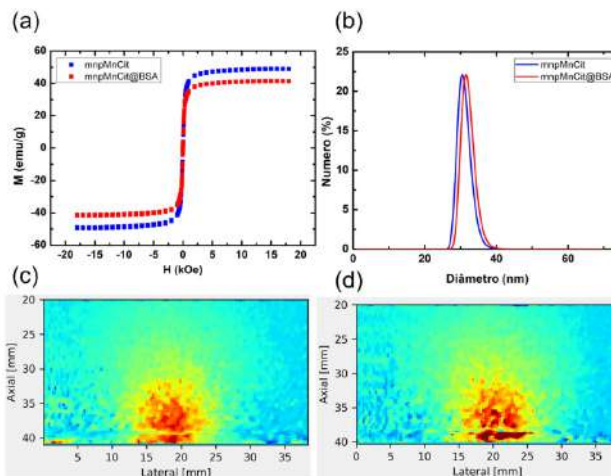 (a)
60
40
20
0
-20
-40
-60
M (emu/g)
-20 -15 -10 -5 0 5 10 15 20
H (kOe)
mnpMnCit
mnpMnCit@BSA
(b)
25
20
15
10
5
0
Numero (%)
0 20 40 60
Diâmetro (nm)
mnpMnCit
mnpMnCit@BSA
(c)
20
25
30
35
40
Axial [mm]
5 10 15 20 25 30 35
Lateral [mm]
(d)
20
25
30
35
40
Axial [mm]
0 5 10 15 20 25 30 35
Lateral [mm]